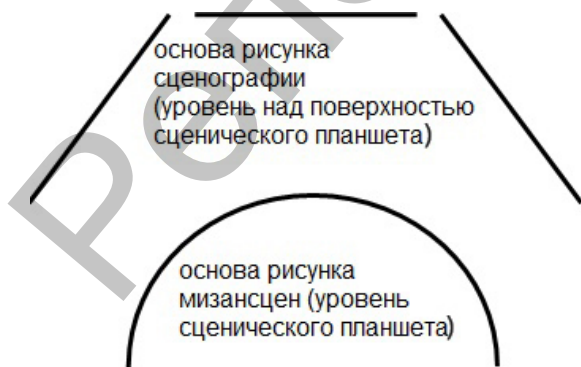 основа рисунка
сценографии
(уровень над поверхностью
сценического планшета)
основа рисунка
мизансцен (уровень
сценического планшета)